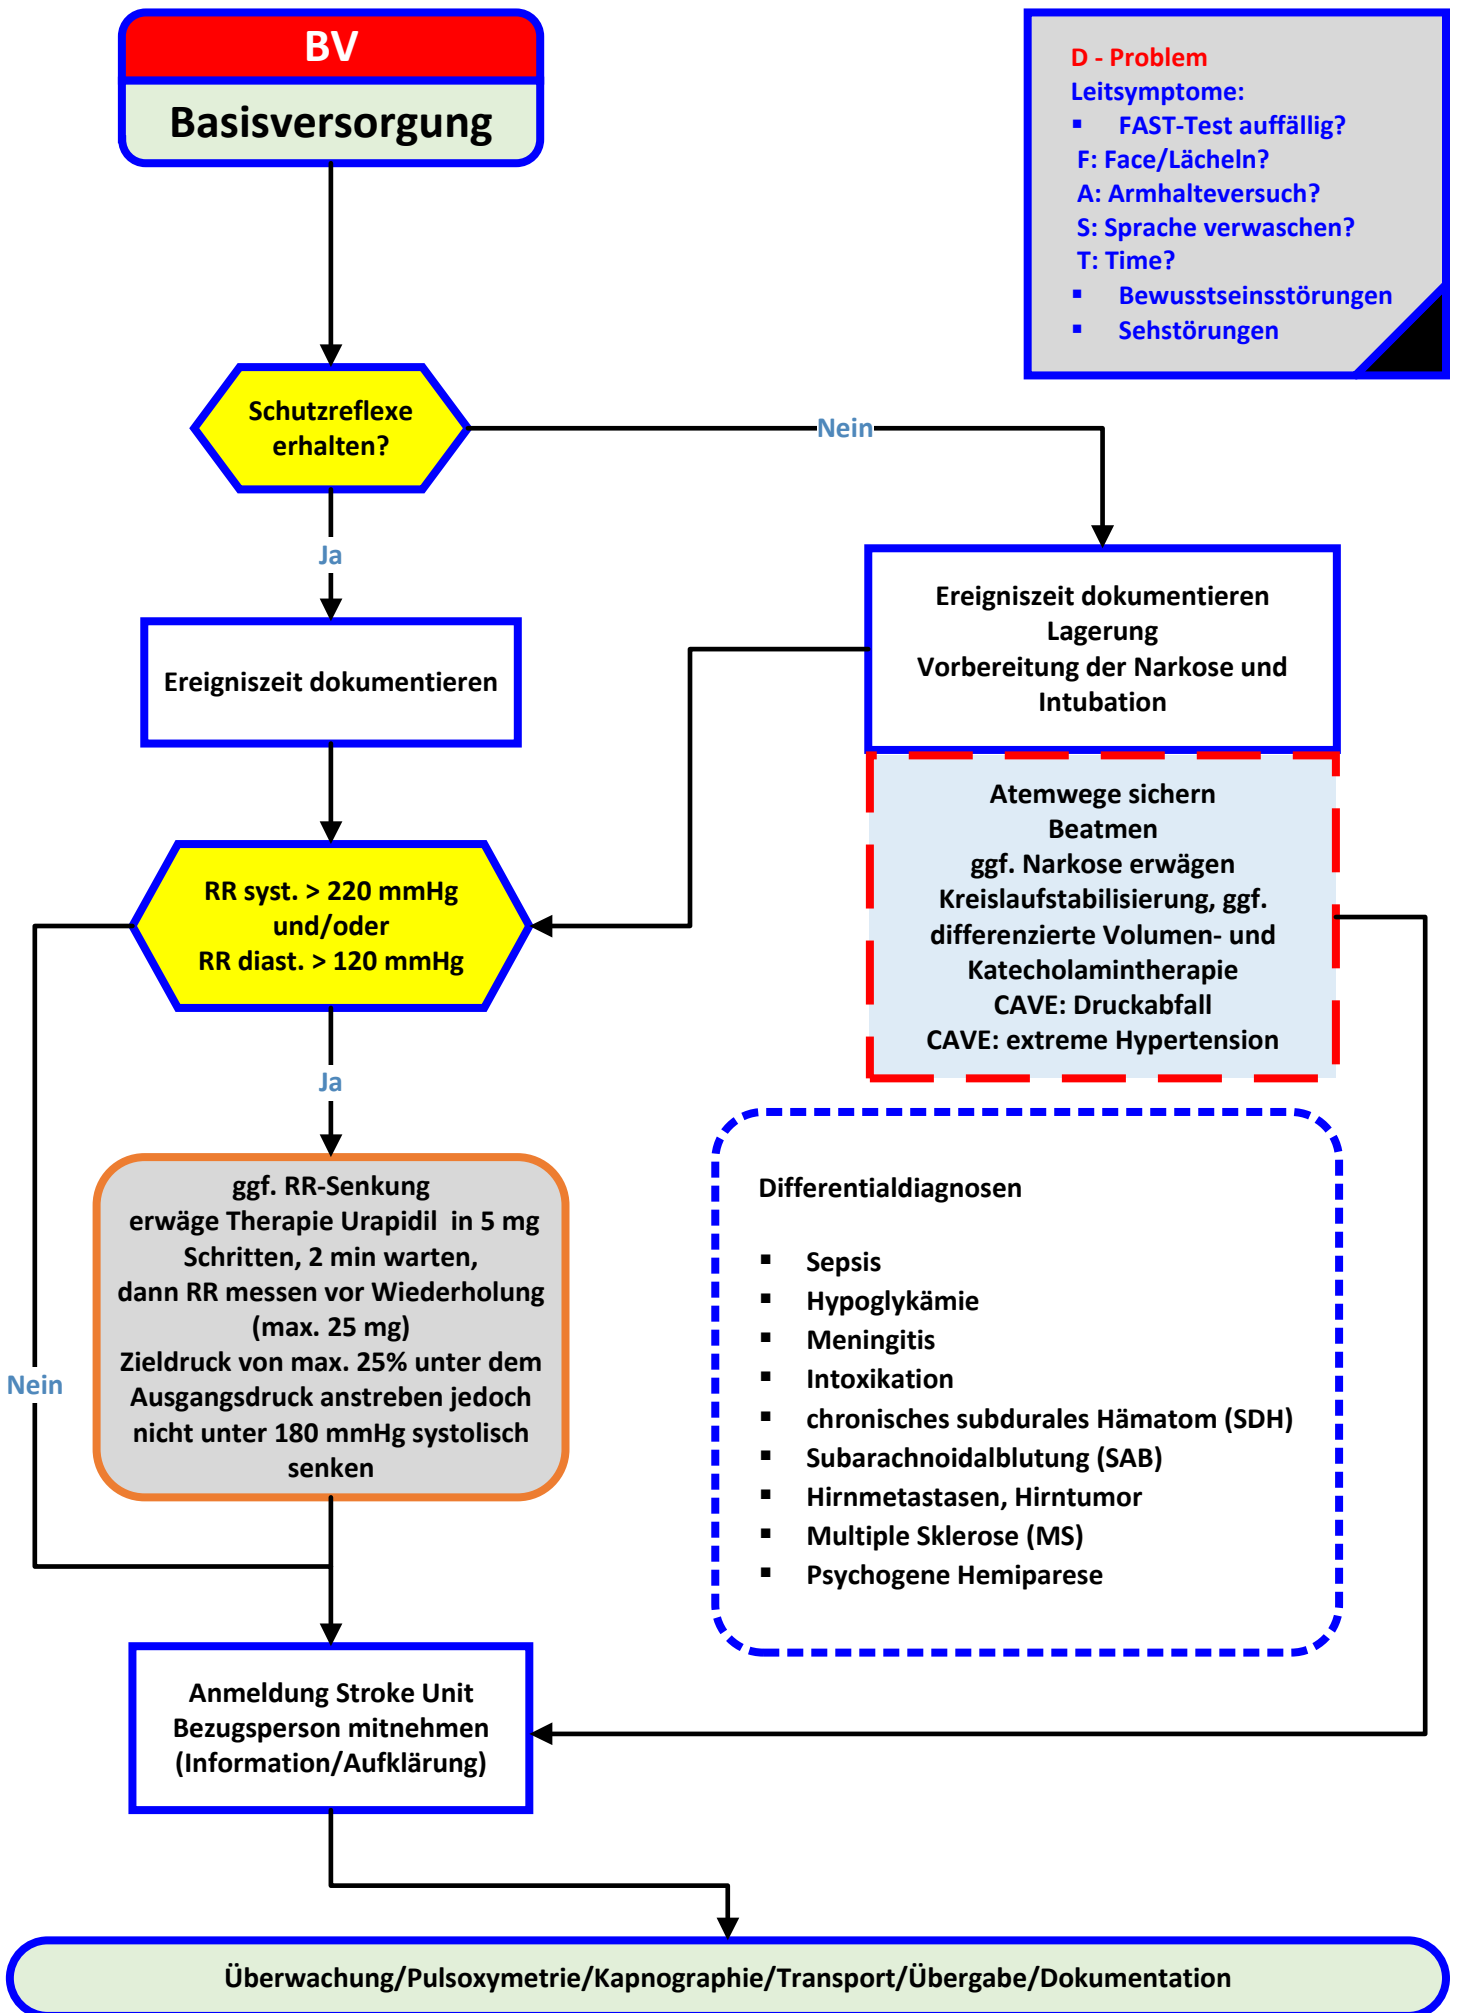 BV
Basisversorgung
D - Problem
Leitsymptome:
▪ FAST-Test auffällig?
F: Face/Lächeln?
A: Armhalteversuch?
S: Sprache verwaschen?
T: Time?
▪ Bewusstseinsstörungen
▪ Sehstörungen
Schutzreflexe
erhalten?
Nein
Ja
Ereigniszeit dokumentieren
Ereigniszeit dokumentieren
Lagerung
Vorbereitung der Narkose und
Intubation
Atemwege sichern
Beatmen
ggf. Narkose erwägen
Kreislaufstabilisierung, ggf.
differenzierte Volumen- und
Katecholamintherapie
CAVE: Druckabfall
CAVE: extreme Hypertension
RR syst. > 220 mmHg
und/oder
RR diast. > 120 mmHg
Ja
Nein
ggf. RR-Senkung
erwäge Therapie Urapidil in 5 mg
Schritten, 2 min warten,
dann RR messen vor Wiederholung
(max. 25 mg)
Zieldruck von max. 25% unter dem
Ausgangsdruck anstreben jedoch
nicht unter 180 mmHg systolisch
senken
Differentialdiagnosen
▪ Sepsis
▪ Hypoglykämie
▪ Meningitis
▪ Intoxikation
▪ chronisches subdurales Hämatom (SDH)
▪ Subarachnoidalblutung (SAB)
▪ Hirnmetastasen, Hirntumor
▪ Multiple Sklerose (MS)
▪ Psychogene Hemiparese
Anmeldung Stroke Unit
Bezugsperson mitnehmen
(Information/Aufklärung)
Überwachung/Pulsoxymetrie/Kapnographie/Transport/Übergabe/Dokumentation